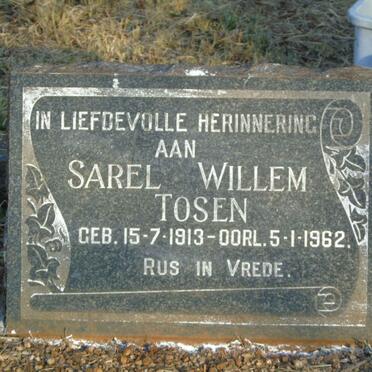 IN LIEFDEVOLLE HERINNERING
AAN
SAREL WILLEM
TOSEN
GEB. 15-7-1913-OORL. 5-1-1962.
RUS IN VREDE.